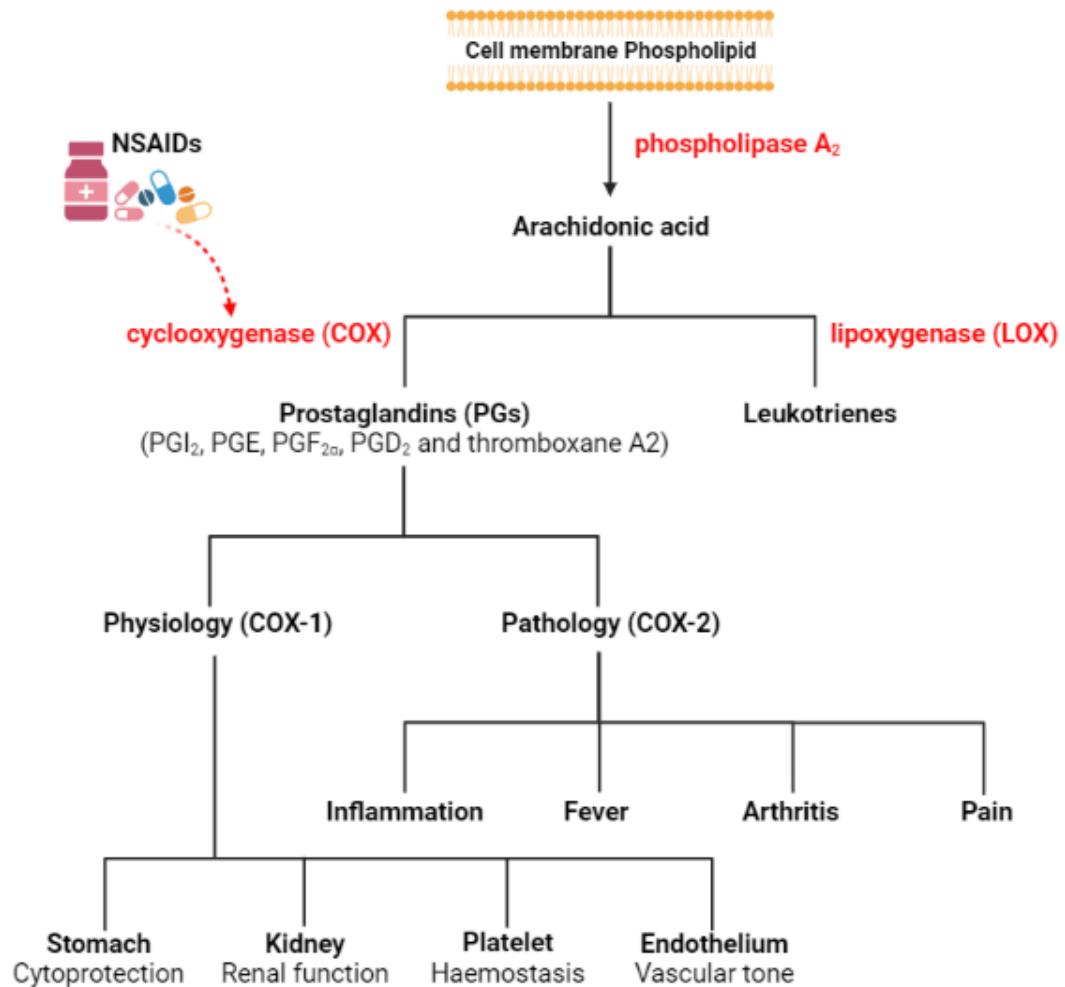 Cell membrane Phospholipid
NSAIDs
phospholipase A₂
Arachidonic acid
cyclooxygenase (COX)
lipoxygenase (LOX)
Prostaglandins (PGs)
(PGI₂, PGE, PGF₂α, PGD₂ and thromboxane A2)
Leukotrienes
Physiology (COX-1)
Pathology (COX-2)
Inflammation
Fever
Arthritis
Pain
Stomach
Cytoprotection
Kidney
Renal function
Platelet
Haemostasis
Endothelium
Vascular tone